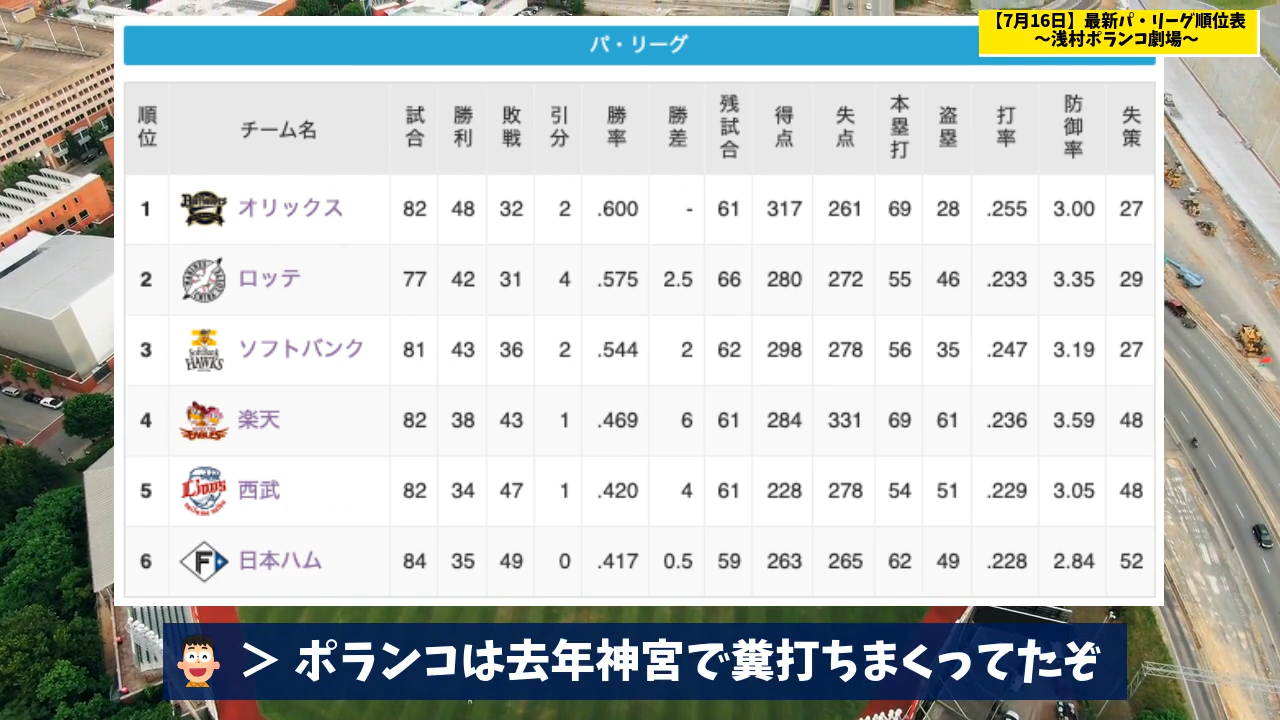 【7月16日】最新パ・リーグ順位表
～浅村ポランコ劇場～
パ・リーグ
順位 チーム名 試合 勝利 敗戦 引分 勝率 勝差 残試合 得点 失点 本塁打 盗塁 打率 防御率 失策
1 オリックス 82 48 32 2 .600 - 61 317 261 69 28 .255 3.00 27
2 ロッテ 77 42 31 4 .575 2.5 66 280 272 55 46 .233 3.35 29
3 ソフトバンク 81 43 36 2 .544 2 62 298 278 56 35 .247 3.19 27
4 楽天 82 38 43 1 .469 6 61 284 331 69 61 .236 3.59 48
5 Lions 西武 82 34 47 1 .420 4 61 228 278 54 51 .229 3.05 48
6 F 日本ハム 84 35 49 0 .417 0.5 59 263 265 62 49 .228 2.84 52
＞ ポランコは去年神宮で糞打ちまくってたぞ